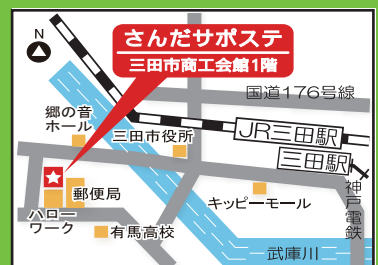 N
さんだサポステ
三田市商工会館1階
国道176号線
郷の音
ホール
三田市役所
JR三田駅
三田駅
神戸電鉄
郵便局
ハロー
ワーク
キッピーモール
有馬高校
武庫川